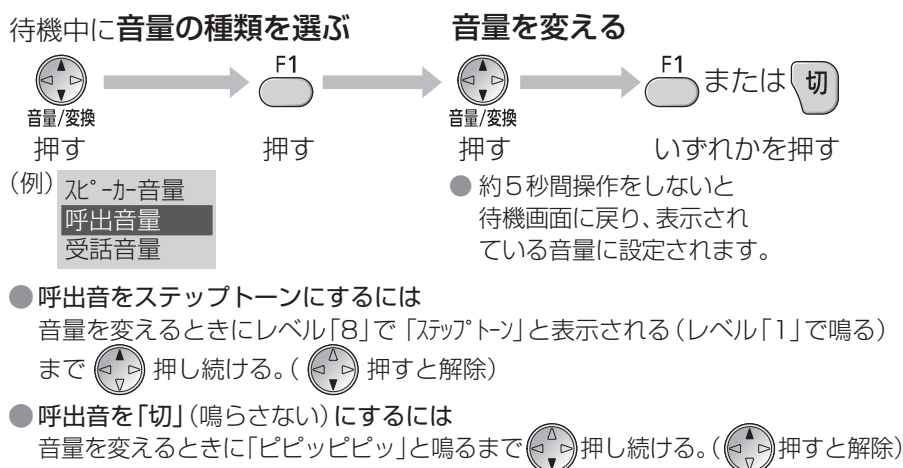 待機中に音量の種類を選ぶ 音量を変える
F1 F1 または 切
音量/変換 音量/変換
押す 押す 押す いずれかを押す
(例) ｽﾋﾟｰｶｰ音量
呼出音量
受話音量
● 約5秒間操作をしないと
待機画面に戻り、表示され
ている音量に設定されます。
● 呼出音をステップトーンにするには
音量を変えるときにレベル「8」で「ｽﾃｯﾌﾟﾄｰﾝ」と表示される(レベル「1」で鳴る)
まで 押し続ける。( 押すと解除)
● 呼出音を「切」(鳴らさない)にするには
音量を変えるときに「ピピッピピッ」と鳴るまで 押し続ける。( 押すと解除)